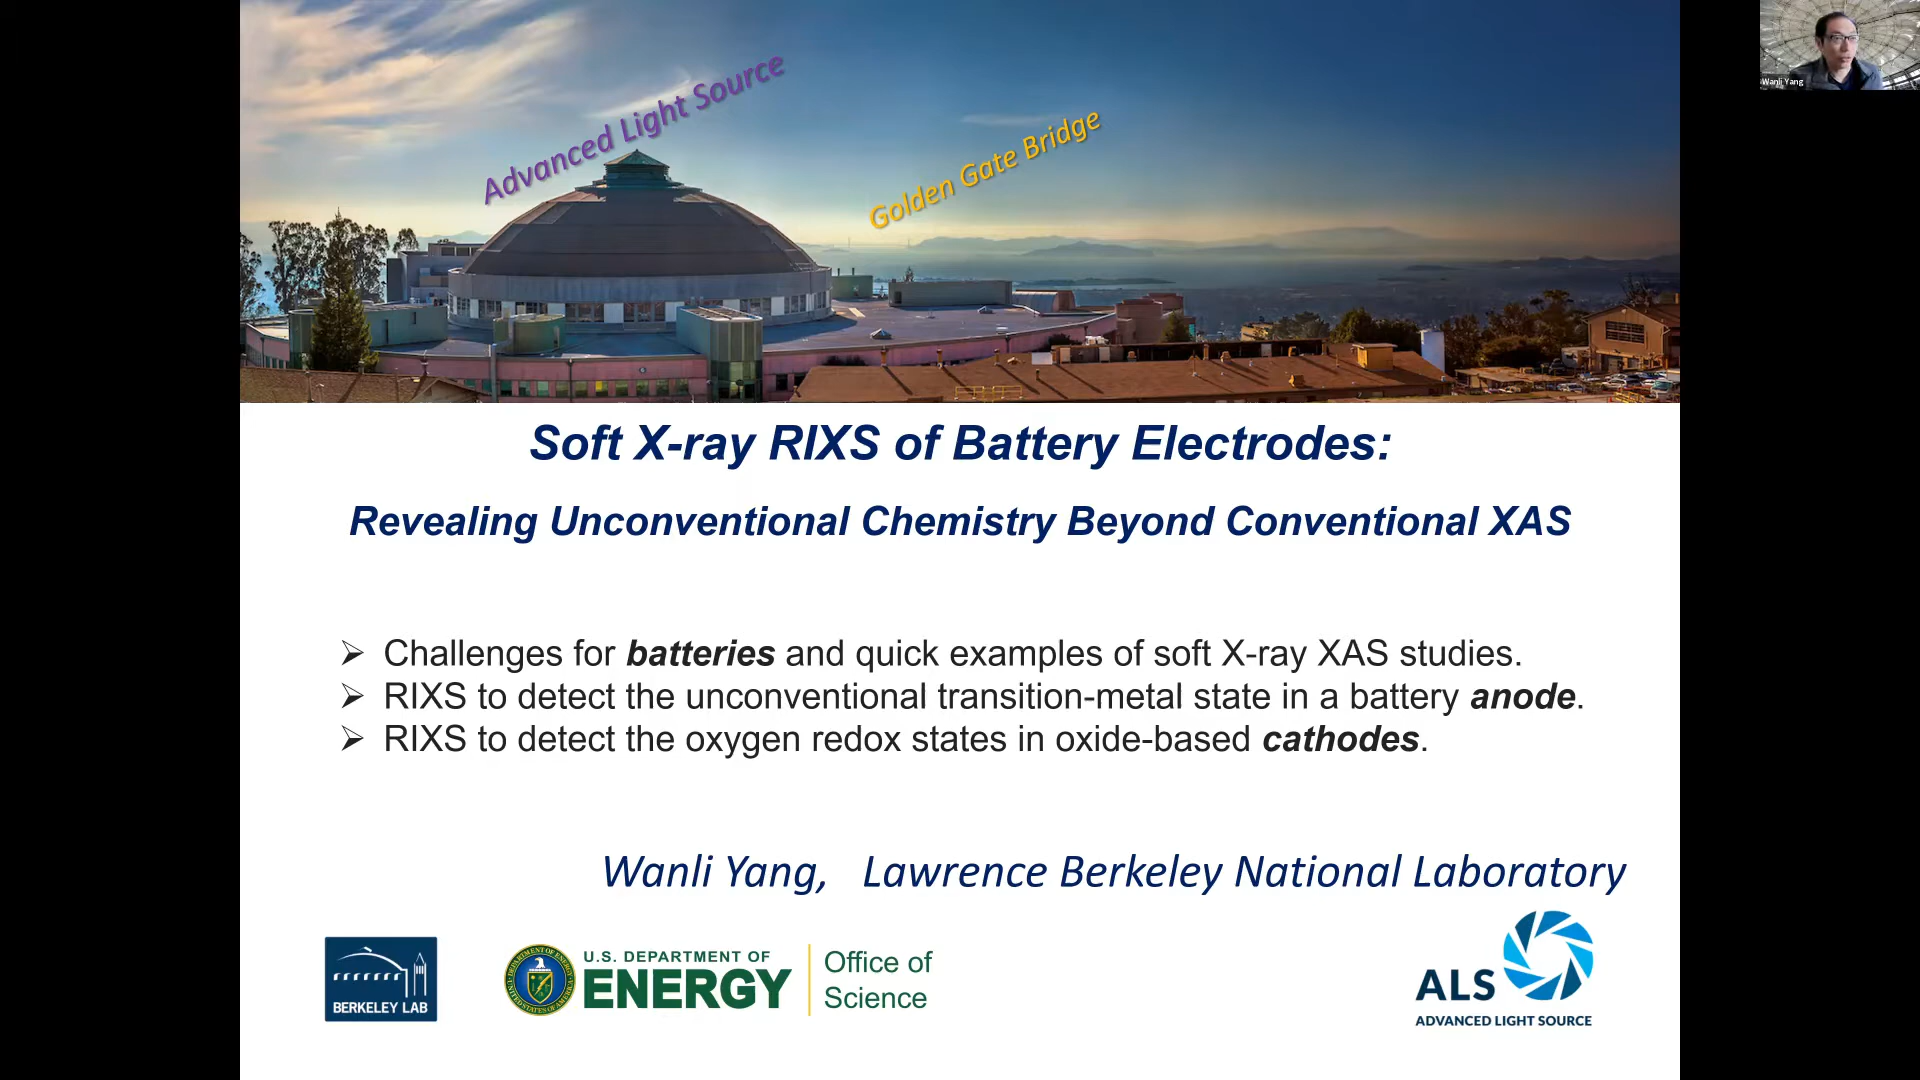 Advanced Light Source
Golden Gate Bridge
Wanli Yang
Soft X-ray RIXS of Battery Electrodes:
Revealing Unconventional Chemistry Beyond Conventional XAS
➢ Challenges for batteries and quick examples of soft X-ray XAS studies.
➢ RIXS to detect the unconventional transition-metal state in a battery anode.
➢ RIXS to detect the oxygen redox states in oxide-based cathodes.
Wanli Yang, Lawrence Berkeley National Laboratory
BERKELEY LAB
U.S. DEPARTMENT OF
ENERGY
Office of
Science
ALS
ADVANCED LIGHT SOURCE